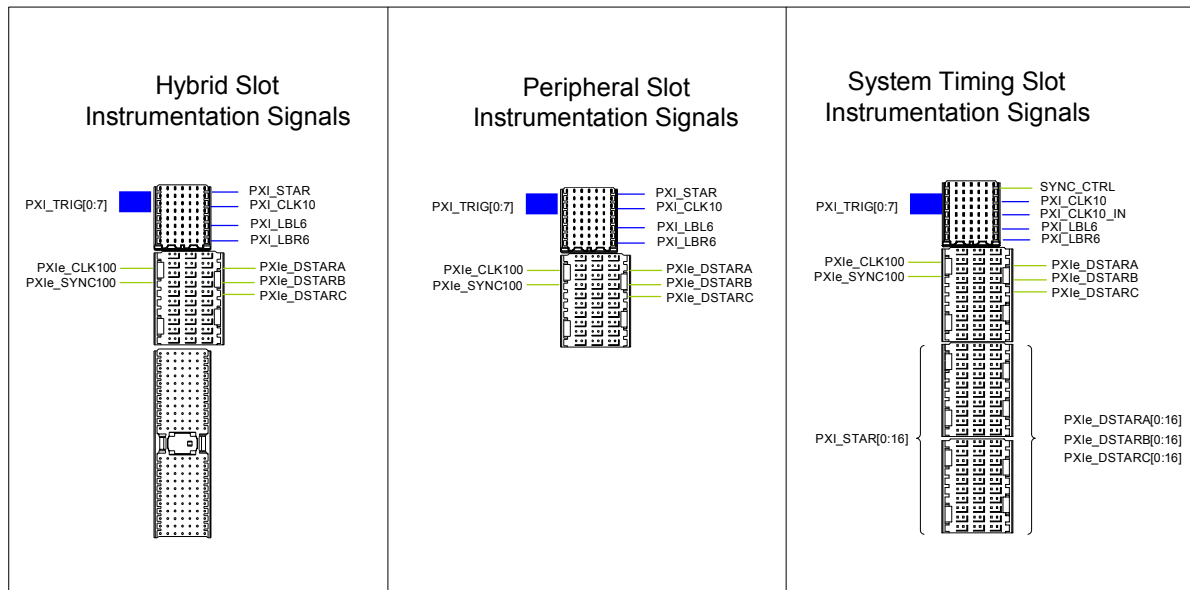 Hybrid Slot
Instrumentation Signals
PXI_TRIG[0:7]
PXI_STAR
PXI_CLK10
PXI_LBL6
PXI_LBR6
PXIe_CLK100
PXIe_SYNC100
PXIe_DSTARA
PXIe_DSTARB
PXIe_DSTARC
Peripheral Slot
Instrumentation Signals
PXI_TRIG[0:7]
PXI_STAR
PXI_CLK10
PXI_LBL6
PXI_LBR6
PXIe_CLK100
PXIe_SYNC100
PXIe_DSTARA
PXIe_DSTARB
PXIe_DSTARC
System Timing Slot
Instrumentation Signals
PXI_TRIG[0:7]
SYNC_CTRL
PXI_CLK10
PXI_CLK10_IN
PXI_LBL6
PXI_LBR6
PXIe_CLK100
PXIe_SYNC100
PXIe_DSTARA
PXIe_DSTARB
PXIe_DSTARC
PXI_STAR[0:16]
PXIe_DSTARA[0:16]
PXIe_DSTARB[0:16]
PXIe_DSTARC[0:16]